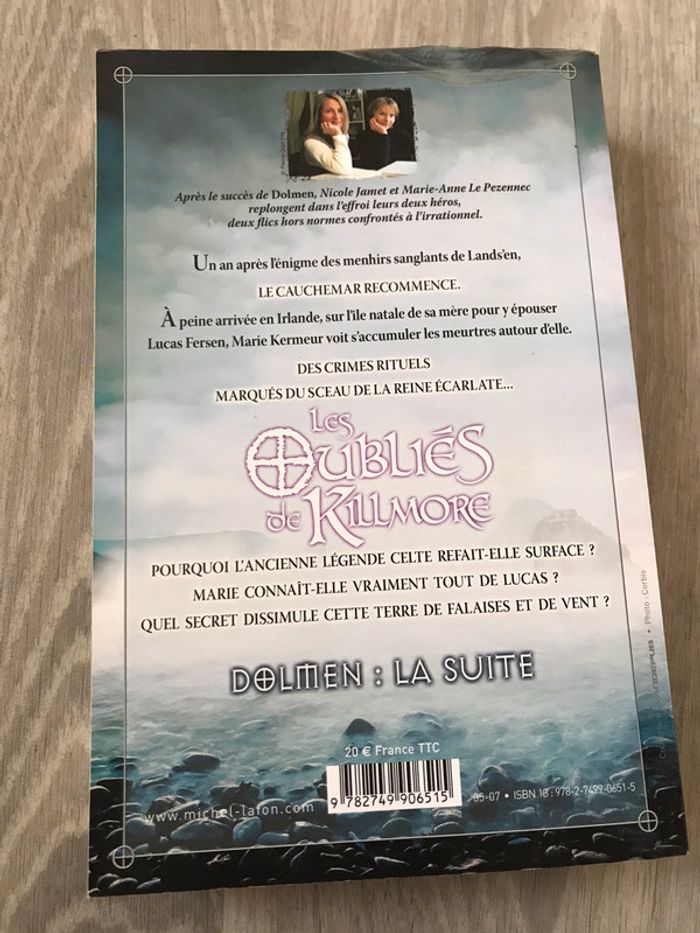 Après le succès de Dolmen, Nicole Jamet et Marie-Anne Le Pezennec
replongent dans l'effroi leurs deux héros,
deux flics hors normes confrontés à l'irrationnel.
Un an après l'énigme des menhirs sanglants de Lands'en,
LE CAUCHEMAR RECOMMENCE.
À peine arrivée en Irlande, sur l'île natale de sa mère pour y épouser
Lucas Fersen, Marie Kermeur voit s'accumuler les meurtres autour d'elle.
DES CRIMES RITUELS
MARQUÉS DU SCEAU DE LA REINE ÉCARLATE...
Les
Oubliés
de Killmore
POURQUOI L'ANCIENNE LÉGENDE CELTE REFAIT-ELLE SURFACE ?
MARIE CONNAÎT-ELLE VRAIMENT TOUT DE LUCAS ?
QUEL SECRET DISSIMULE CETTE TERRE DE FALAISES ET DE VENT ?
DOLMEN : LA SUITE
20 € France TTC
9 782749 906515
www.michel-lafon.com
05-07 • ISBN 13 : 978-2-7499-0651-5
• Photo : Corbis